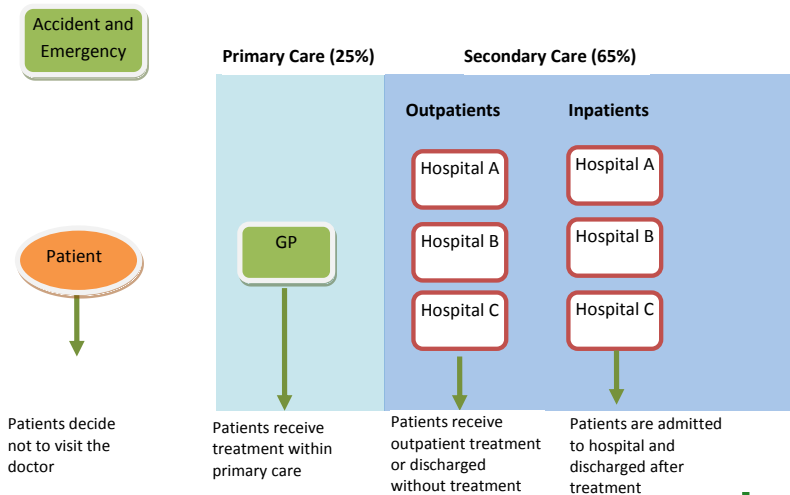 Accident and
Emergency
Primary Care (25%)
Secondary Care (65%)
Outpatients
Inpatients
Hospital A
Hospital A
Patient
GP
Hospital B
Hospital B
Hospital C
Hospital C
Patients decide
not to visit the
doctor
Patients receive
treatment within
primary care
Patients receive
outpatient treatment
or discharged
without treatment
Patients are admitted
to hospital and
discharged after
treatment